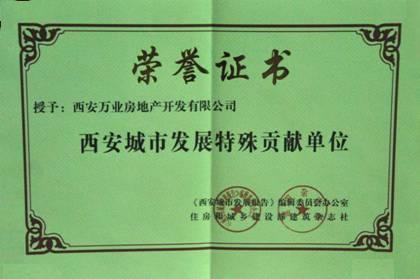 荣誉证书
授予：西安万业房地产开发有限公司
西安城市发展特殊贡献单位
《西安城市发展报告》编辑委员会办公室
住房和城乡建设部建筑杂志社